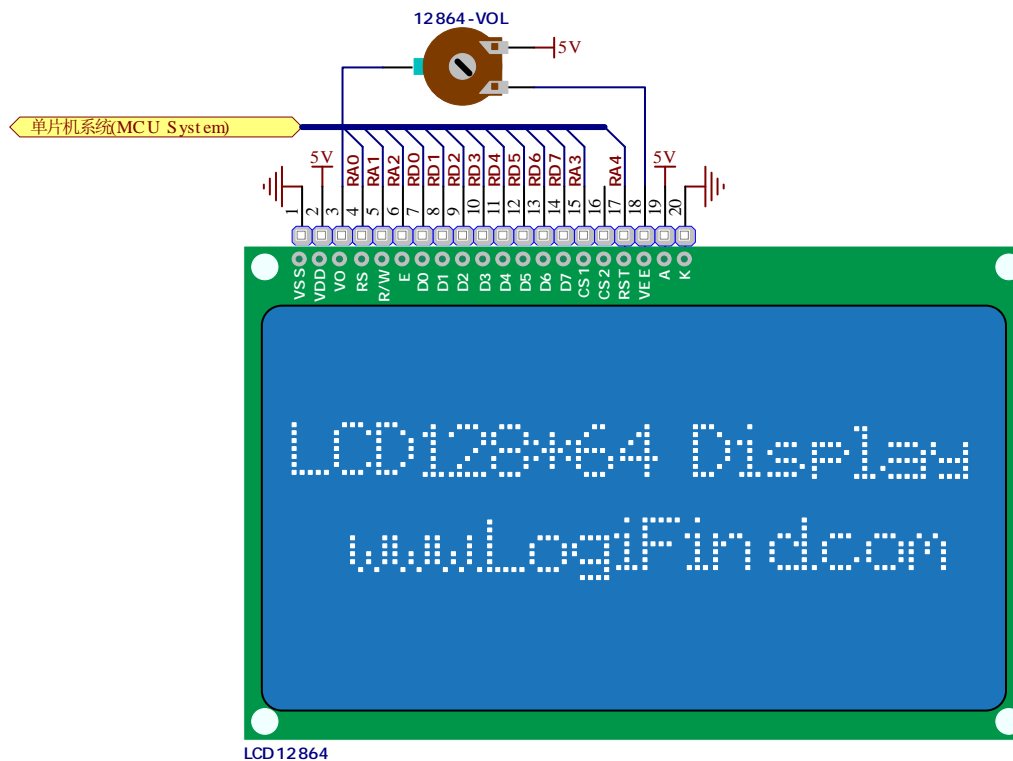 12864-VOL
5V
单片机系统(MCU System)
5V RA0 RA1 RA2 RD0 RD1 RD2 RD3 RD4 RD5 RD6 RD7 RA3 RA4 5V
1 2 3 4 5 6 7 8 9 10 11 12 13 14 15 16 17 18 19 20
VSS VDD VO RS R/W E D0 D1 D2 D3 D4 D5 D6 D7 CS1 CS2 RST VEE A K
LCD128*64 Display
www.LogiFind.com
LCD12864